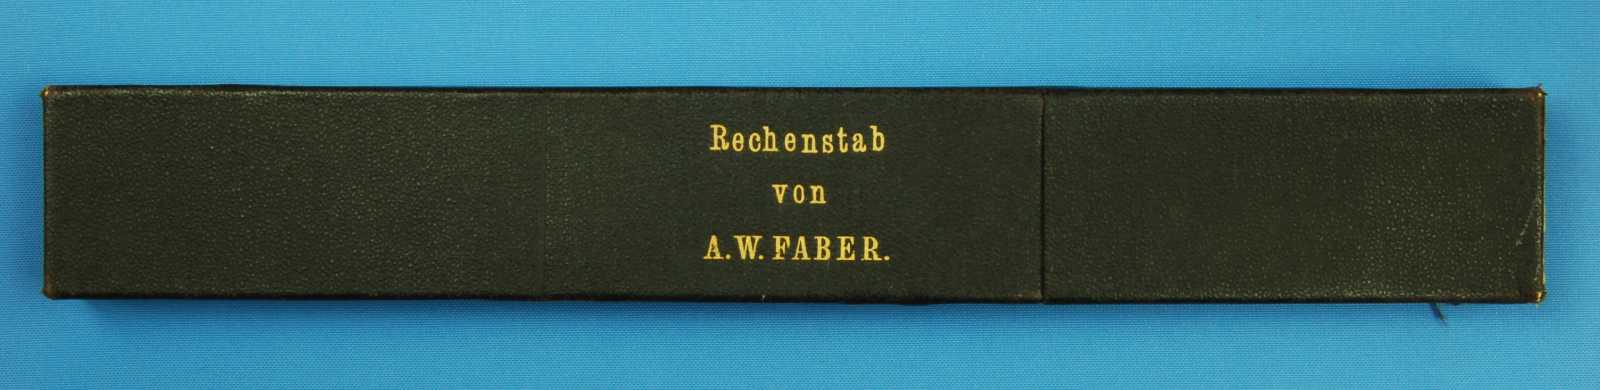 Rechenstab
von
A.W. FABER.